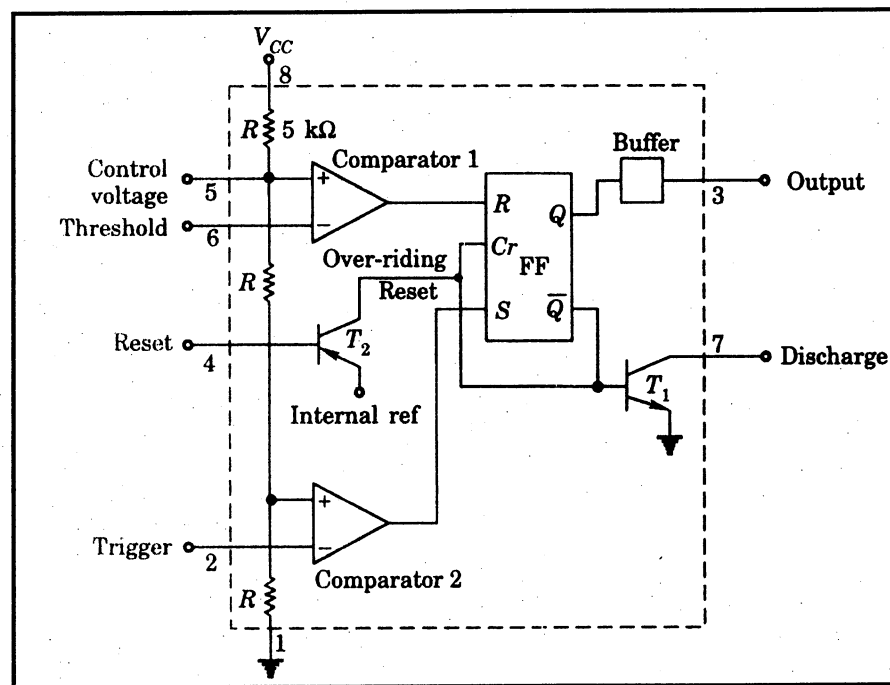 V_CC
8
R 5 kΩ
Buffer
Control voltage
5
+
Comparator 1
R
Q
3
Output
Threshold
6
−
Cr
FF
Over-riding
Reset
R
S
Q̅
Reset
4
T₂
7
Discharge
T₁
Internal ref
+
Trigger
2
−
Comparator 2
R
1